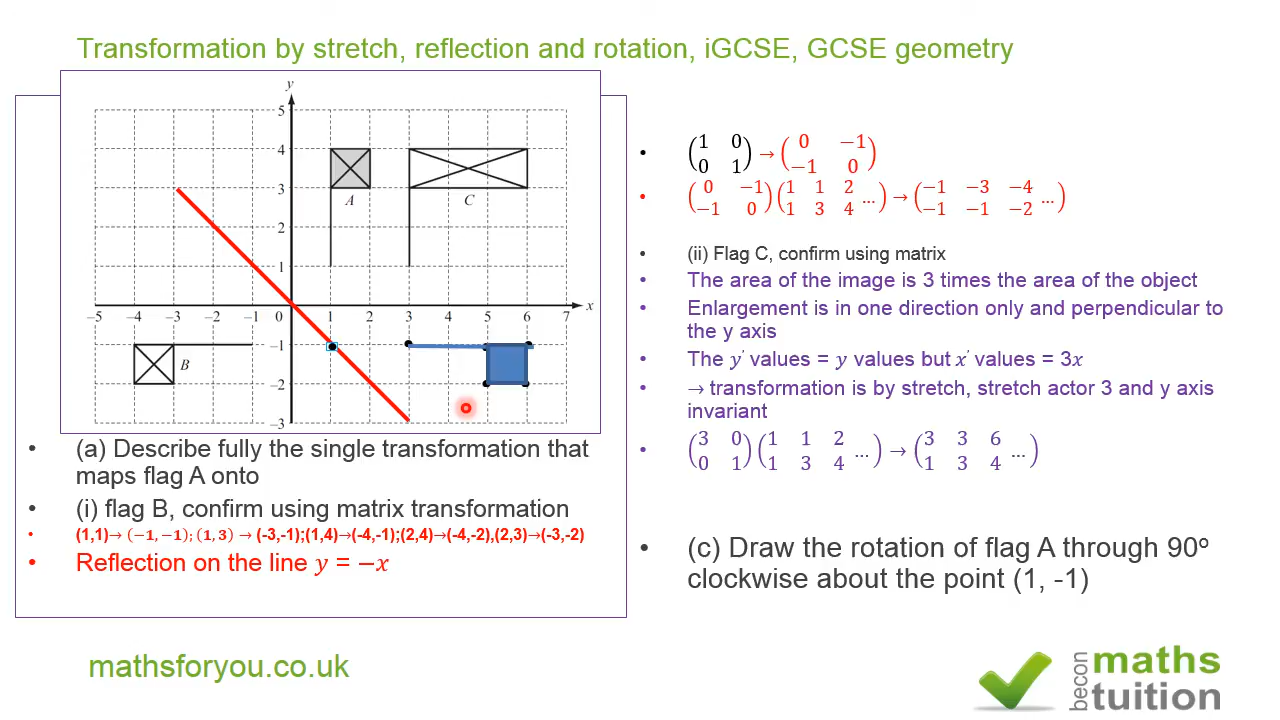 Transformation by stretch, reflection and rotation, iGCSE, GCSE geometry
y
5
4
3
A
C
2
1
x
−5 −4 −3 −2 −1 0 1 2 3 4 5 6 7
−1
B
−2
−3
• (a) Describe fully the single transformation that
maps flag A onto
• (i) flag B, confirm using matrix transformation
• (1,1)→ (−1,−1); (1,3) → (-3,-1);(1,4)→(-4,-1);(2,4)→(-4,-2),(2,3)→(-3,-2)
• Reflection on the line y = −x
• (1 0
0 1) → (0 −1
−1 0)
• (0 −1
−1 0)(1 1 2
1 3 4 ...) → (−1 −3 −4
−1 −1 −2 ...)
• (ii) Flag C, confirm using matrix
• The area of the image is 3 times the area of the object
• Enlargement is in one direction only and perpendicular to
the y axis
• The y′ values = y values but x′ values = 3x
• → transformation is by stretch, stretch actor 3 and y axis
invariant
• (3 0
0 1)(1 1 2
1 3 4 ...) → (3 3 6
1 3 4 ...)
• (c) Draw the rotation of flag A through 90º
clockwise about the point (1, -1)
mathsforyou.co.uk
becon
maths
tuition